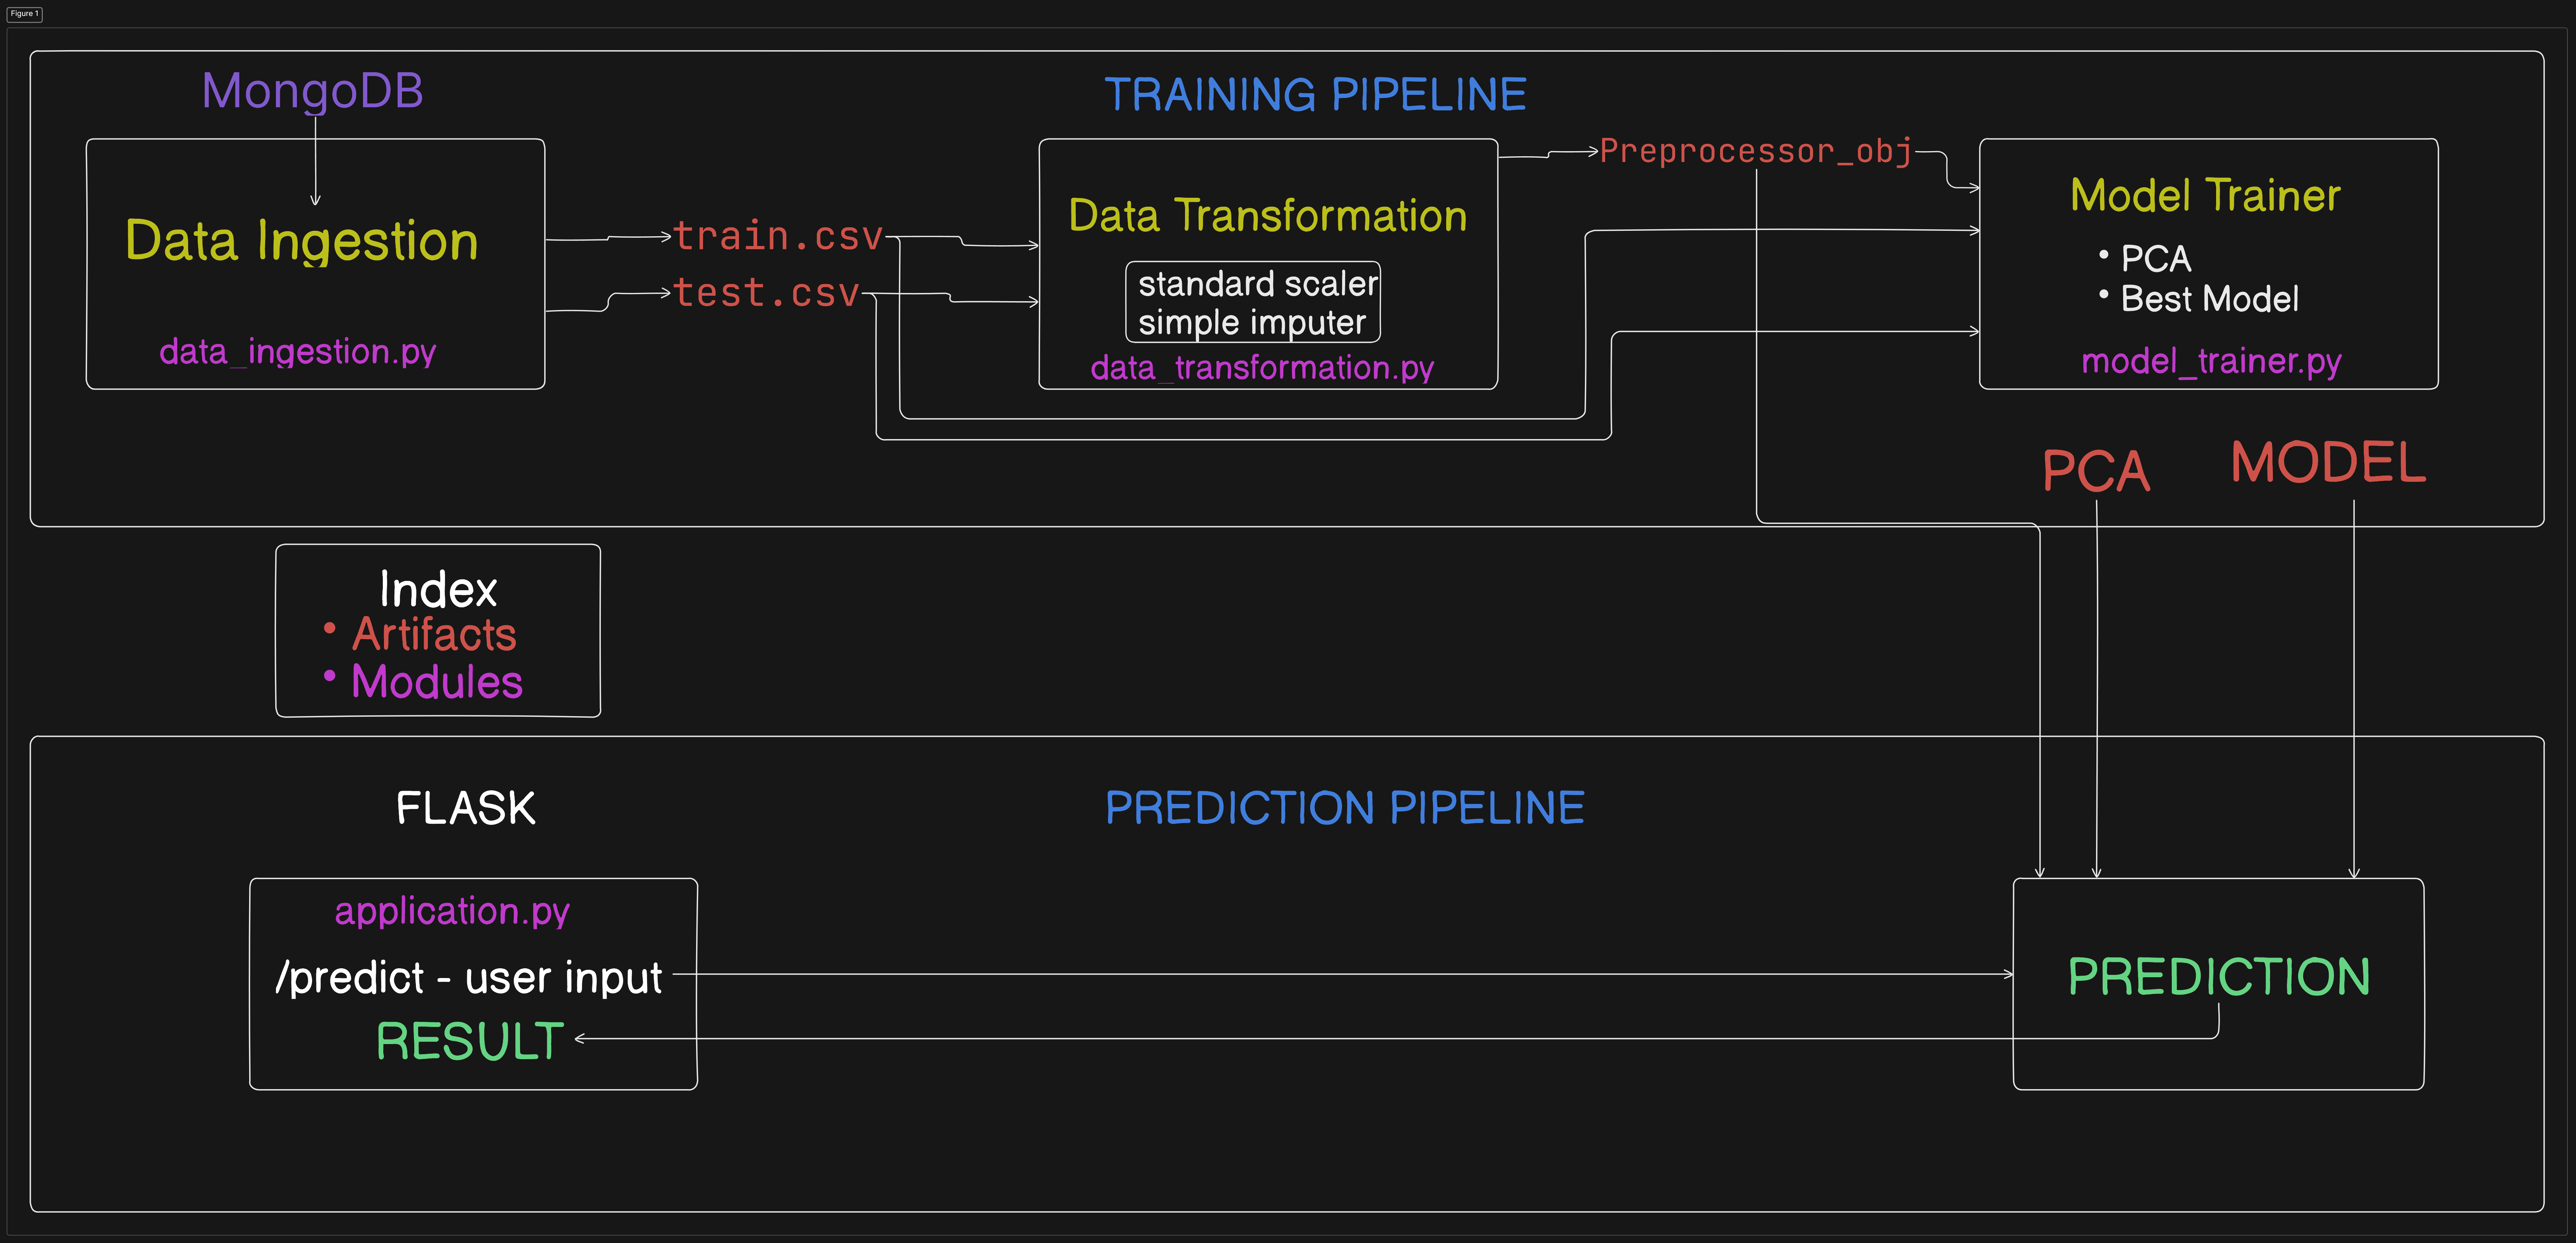 Figure 1
MongoDB
TRAINING PIPELINE
Data Ingestion
data_ingestion.py
train.csv
test.csv
Data Transformation
standard scaler
simple imputer
data_transformation.py
Preprocessor_obj
Model Trainer
• PCA
• Best Model
model_trainer.py
PCA
MODEL
Index
• Artifacts
• Modules
FLASK
PREDICTION PIPELINE
application.py
/predict - user input
RESULT
PREDICTION